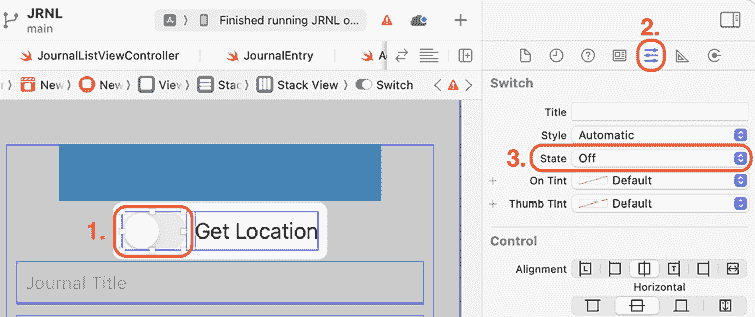 JRNL
main
Finished running JRNL o...
JournalListViewController
JournalEntry
New
New
View
Stac
Stack View
Switch
2.
Switch
Title
Style Automatic
3. State Off
On Tint Default
Thumb Tint Default
1. Get Location
Journal Title
Control
Alignment
Horizontal